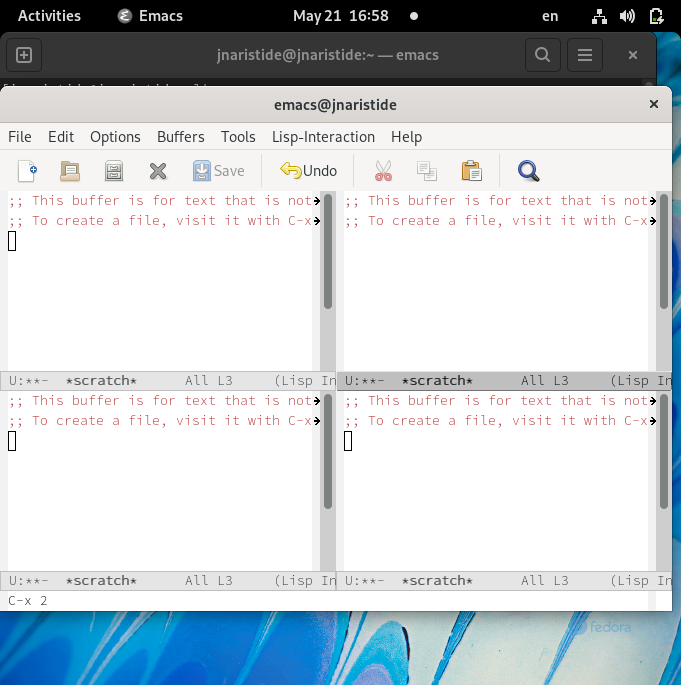 Activities Emacs May 21 16:58 en
jnaristide@jnaristide:~ — emacs
emacs@jnaristide
File Edit Options Buffers Tools Lisp-Interaction Help
Save Undo
;; This buffer is for text that is not ;; This buffer is for text that is not
;; To create a file, visit it with C-x ;; To create a file, visit it with C-x
U:**- *scratch* All L3 (Lisp In U:**- *scratch* All L3 (Lisp In
;; This buffer is for text that is not ;; This buffer is for text that is not
;; To create a file, visit it with C-x ;; To create a file, visit it with C-x
U:**- *scratch* All L3 (Lisp In U:**- *scratch* All L3 (Lisp In
C-x 2
fedora